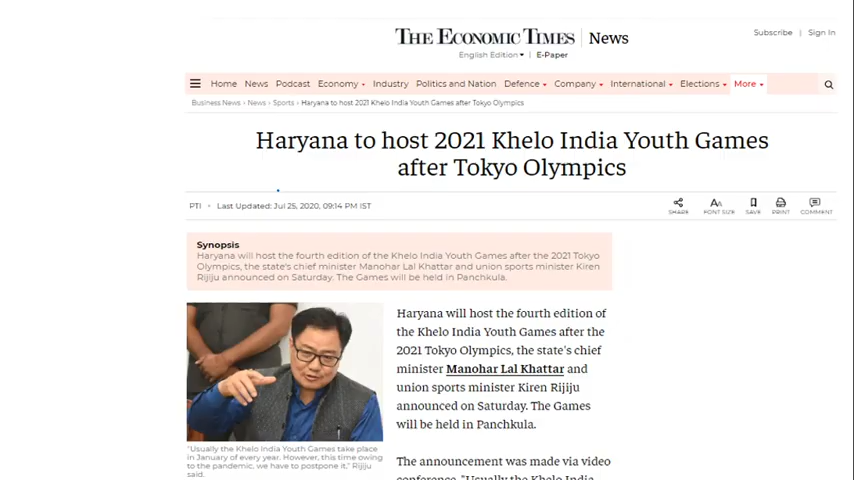 THE ECONOMIC TIMES | News
Subscribe | Sign In
English Edition | E-Paper
Home News Podcast Economy Industry Politics and Nation Defence Company International Elections More
Business News › News › Sports › Haryana to host 2021 Khelo India Youth Games after Tokyo Olympics
Haryana to host 2021 Khelo India Youth Games
after Tokyo Olympics
PTI • Last Updated: Jul 25, 2020, 09:14 PM IST
SHARE FONT SIZE SAVE PRINT COMMENT
Synopsis
Haryana will host the fourth edition of the Khelo India Youth Games after the 2021 Tokyo
Olympics, the state's chief minister Manohar Lal Khattar and union sports minister Kiren
Rijiju announced on Saturday. The Games will be held in Panchkula.
Haryana will host the fourth edition of
the Khelo India Youth Games after the
2021 Tokyo Olympics, the state's chief
minister Manohar Lal Khattar and
union sports minister Kiren Rijiju
announced on Saturday. The Games
will be held in Panchkula.
"Usually the Khelo India Youth Games take place
in January of every year. However, this time owing
to the pandemic, we have to postpone it," Rijiju
said.
The announcement was made via video
conference. "Usually the Khelo India